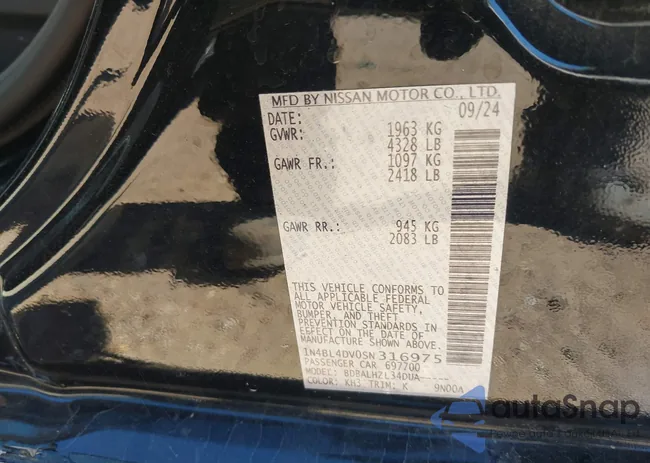 MFD BY NISSAN MOTOR CO., LTD.
DATE: 09/24
GVWR: 1963 KG
4328 LB
GAWR FR.: 1097 KG
2418 LB
GAWR RR.: 945 KG
2083 LB
THIS VEHICLE CONFORMS TO
ALL APPLICABLE FEDERAL
MOTOR VEHICLE SAFETY,
BUMPER, AND THEFT
PREVENTION STANDARDS IN
EFFECT ON THE DATE OF
MANUFACTURE SHOWN ABOVE.
1N4BL4DV0SN316975
PASSENGER CAR 697700
MODEL: BDBALHZL34DUA-----
COLOR: KH3 TRIM: K 9N00A
autoSnap